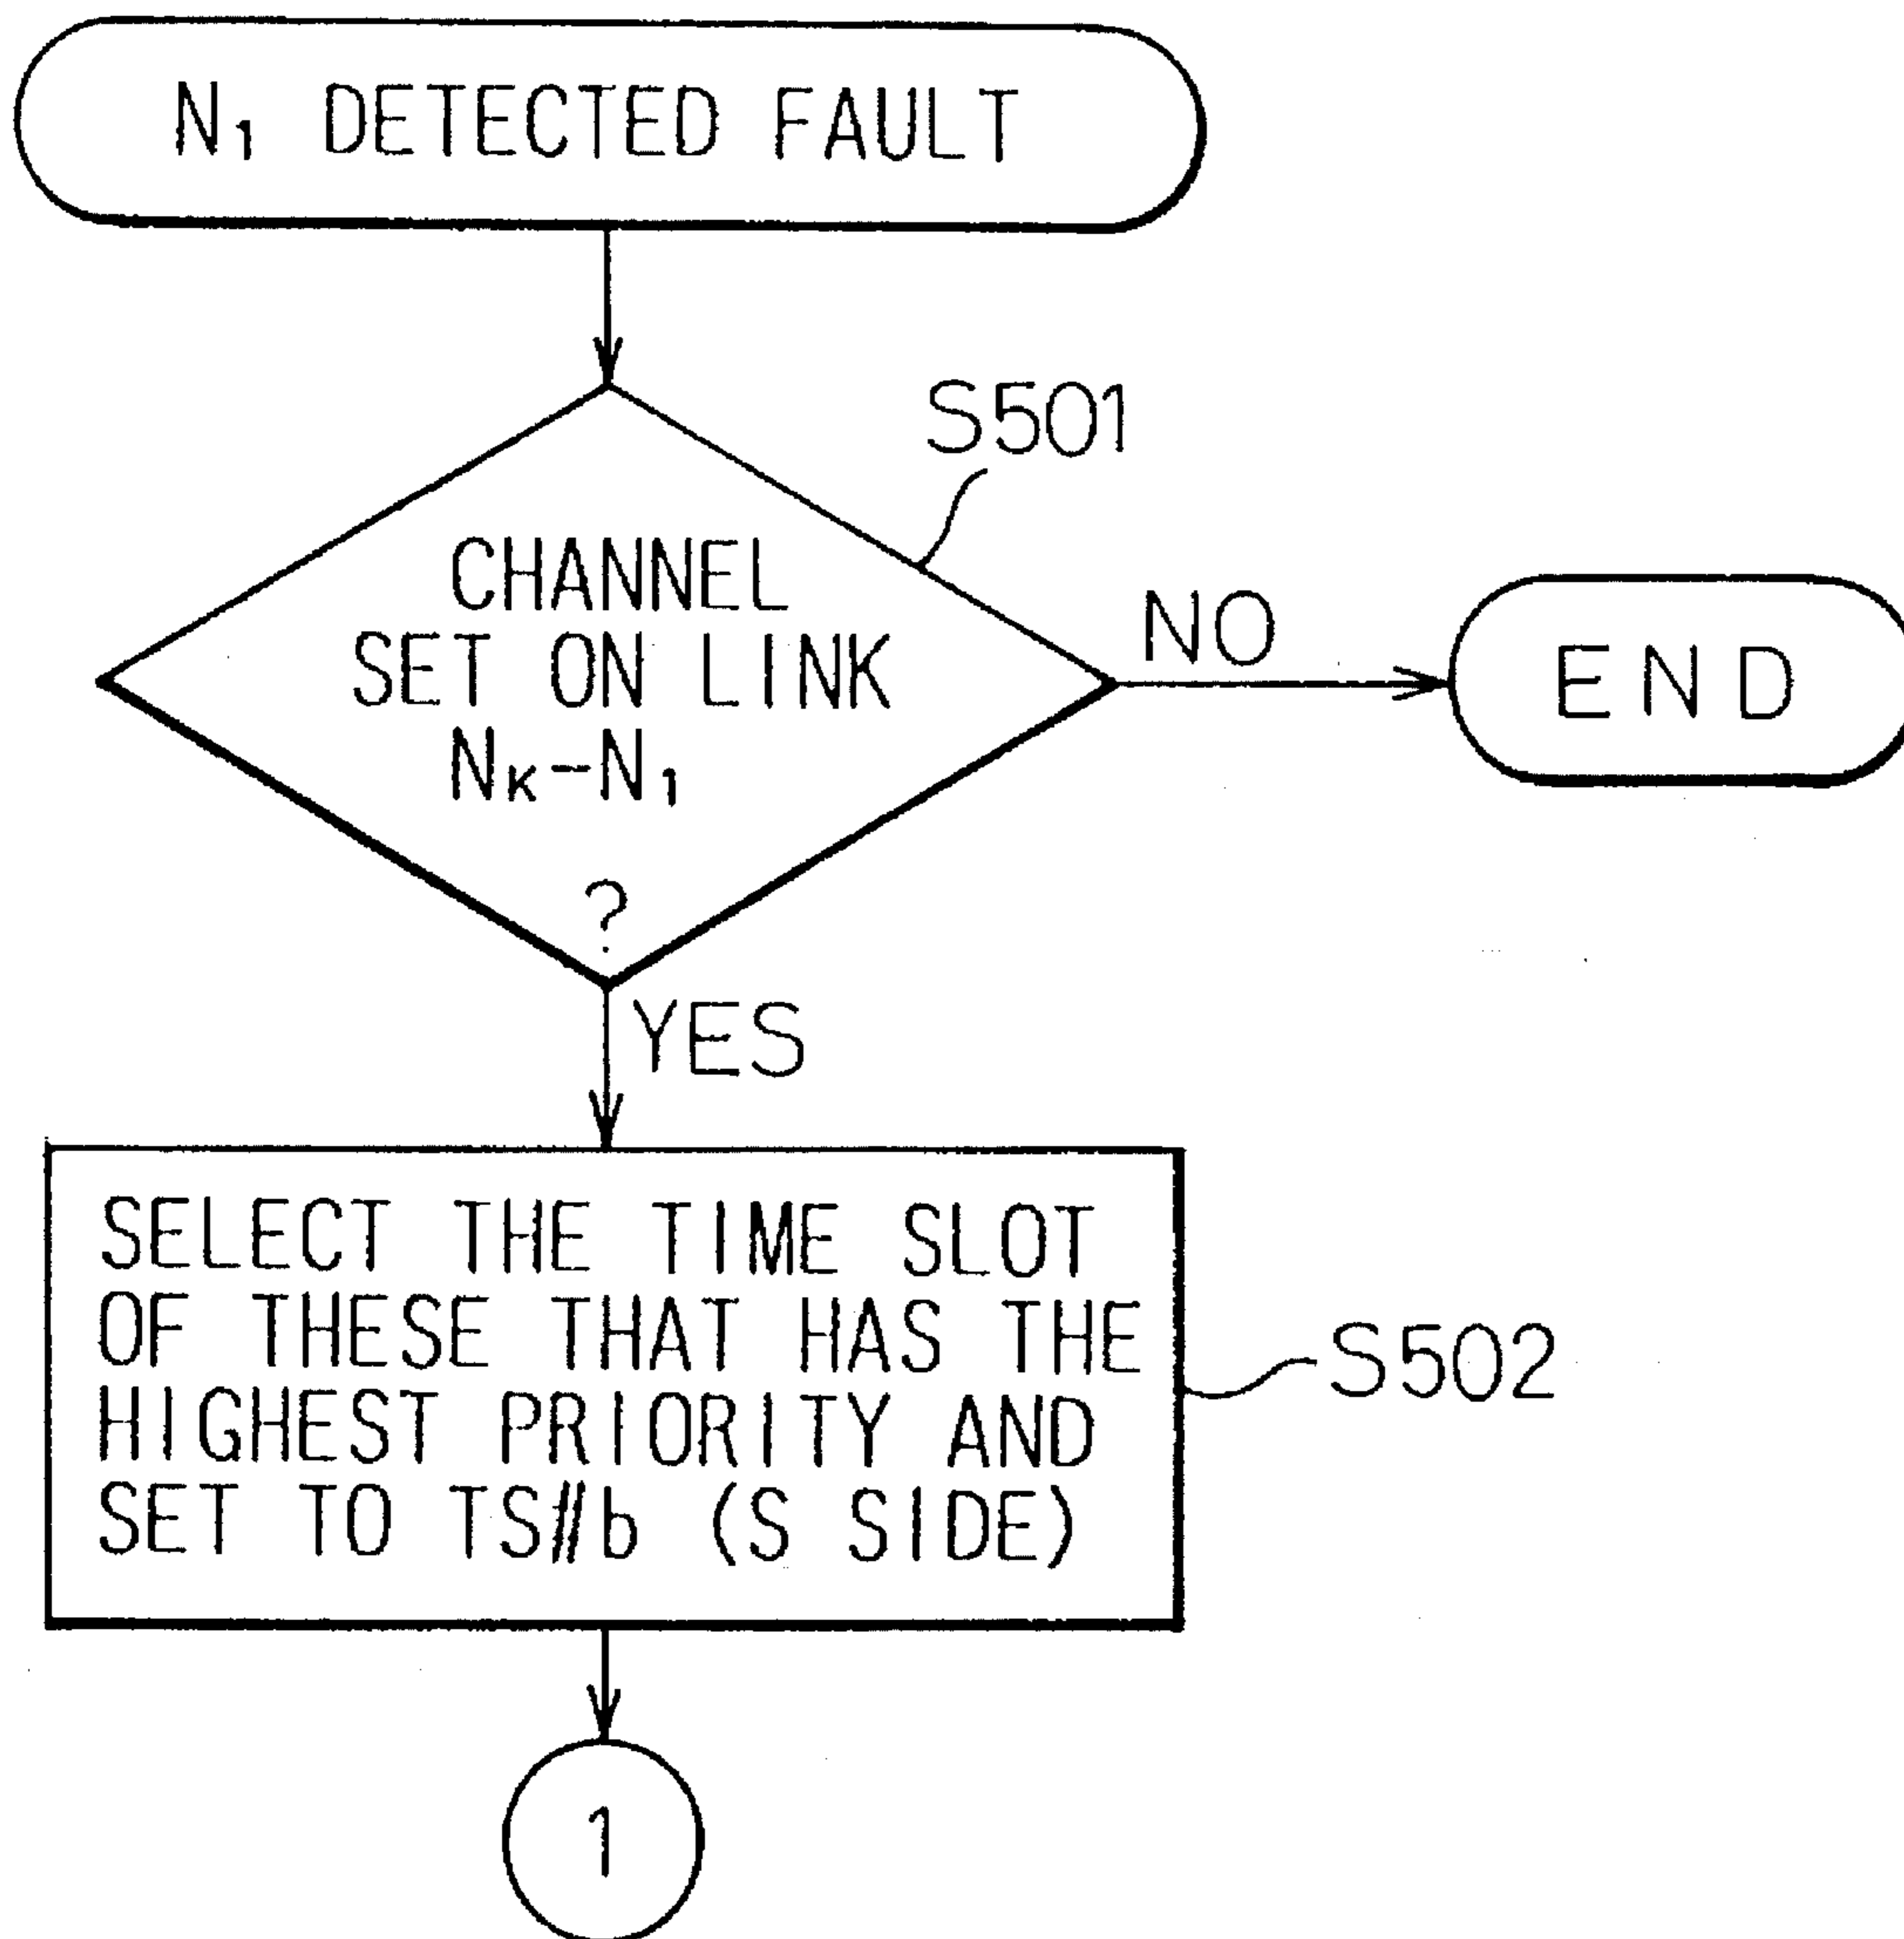 N₁ DETECTED FAULT
S501
CHANNEL
SET ON LINK
Nₖ-N₁
?
NO
END
YES
SELECT THE TIME SLOT
OF THESE THAT HAS THE
HIGHEST PRIORITY AND
SET TO TS#b (S SIDE)
S502
1